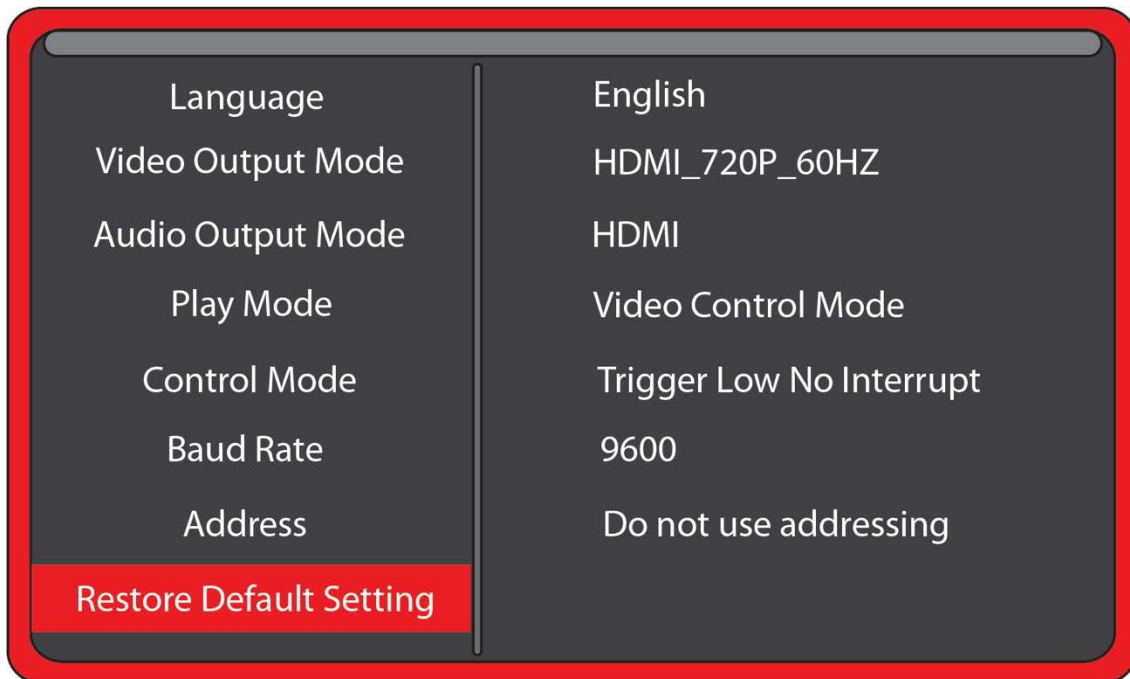 Language English
Video Output Mode HDMI_720P_60HZ
Audio Output Mode HDMI
Play Mode Video Control Mode
Control Mode Trigger Low No Interrupt
Baud Rate 9600
Address Do not use addressing
Restore Default Setting